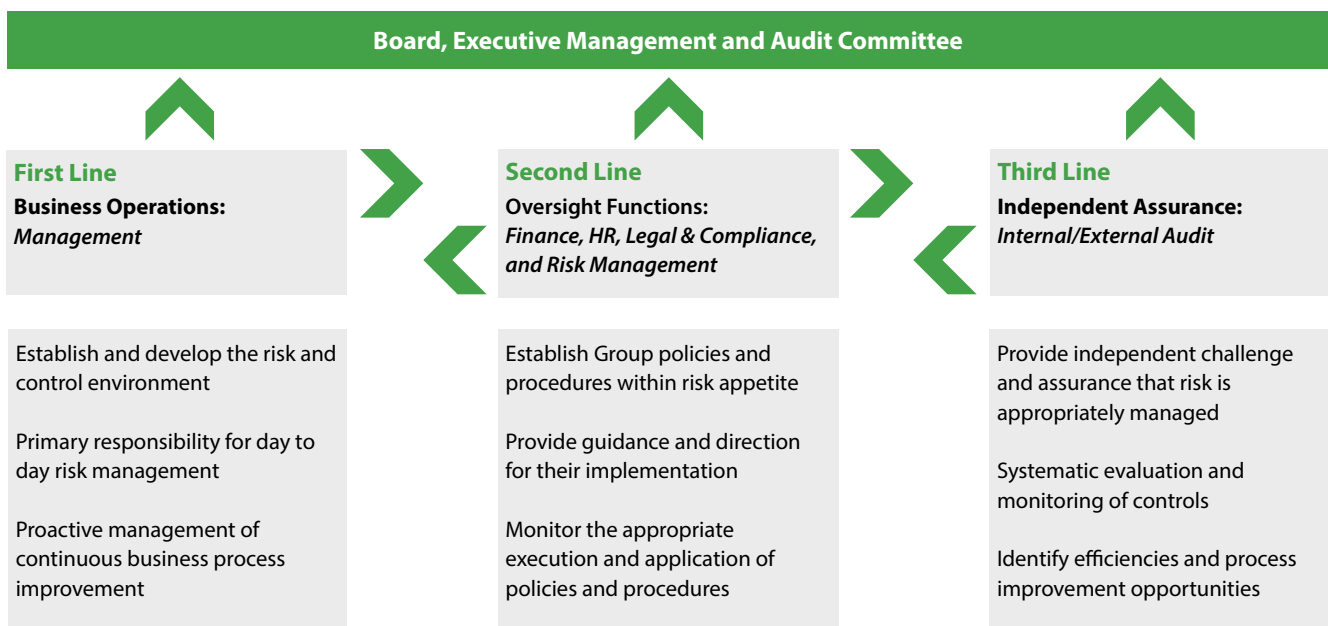 Board, Executive Management and Audit Committee
First Line
Business Operations:
Management
Second Line
Oversight Functions:
Finance, HR, Legal & Compliance,
and Risk Management
Third Line
Independent Assurance:
Internal/External Audit
Establish and develop the risk and
control environment
Primary responsibility for day to
day risk management
Proactive management of
continuous business process
improvement
Establish Group policies and
procedures within risk appetite
Provide guidance and direction
for their implementation
Monitor the appropriate
execution and application of
policies and procedures
Provide independent challenge
and assurance that risk is
appropriately managed
Systematic evaluation and
monitoring of controls
Identify efficiencies and process
improvement opportunities